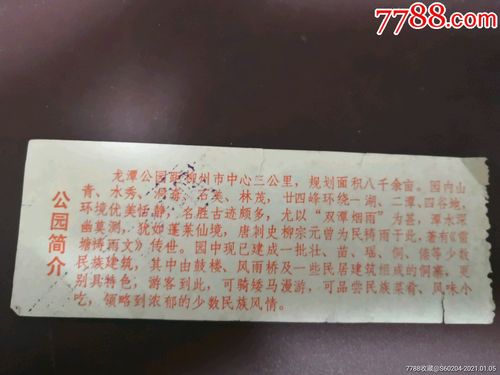 7788.com
公园简介
龙潭公园距柳州市中心三公里,规划面积八千余亩。园内山
青、水秀、洞奇、石美、林茂,廿四峰环绕一湖、二潭、四谷地,
环境优美恬静,名胜古迹颇多,尤以“双潭烟雨”为甚,潭水深
幽莫测,犹如蓬莱仙境,唐刺史柳宗元曾为民祷雨于此,著有《雷
塘祷雨文》传世。园中现已建成一批壮、苗、瑶、侗、傣等少数
民族建筑,其中由鼓楼、风雨桥及一些民居建筑组成的侗寨,更
别具特色,游客到此,可骑矮马漫游,可品尝民族菜肴、风味小
吃,领略到浓郁的少数民族风情。
7788收藏@S60204-2021.01.05